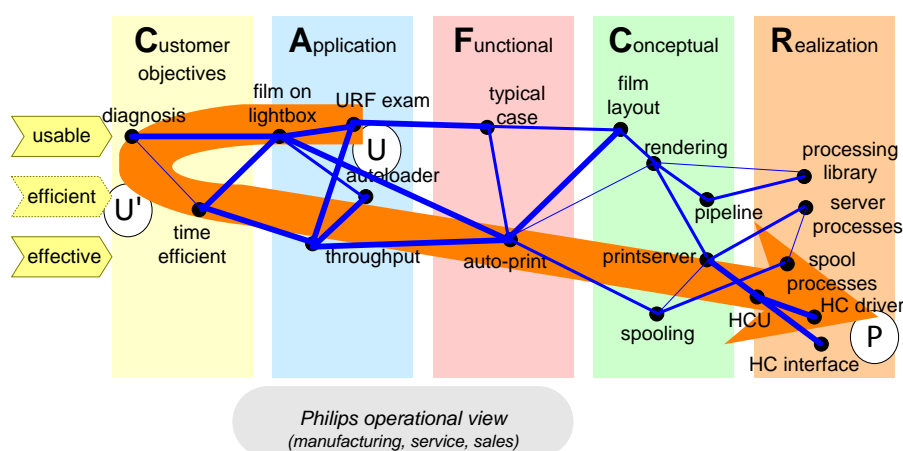 Customer
objectives
Application
Functional
Conceptual
Realization
usable
efficient
effective
diagnosis
film on
lightbox
URF exam
typical
case
film
layout
rendering
processing
library
U
autoloader
U'
time
efficient
throughput
auto-print
pipeline
server
processes
printserver
spool
processes
spooling
HCU
HC driver
P
HC interface
Philips operational view
(manufacturing, service, sales)